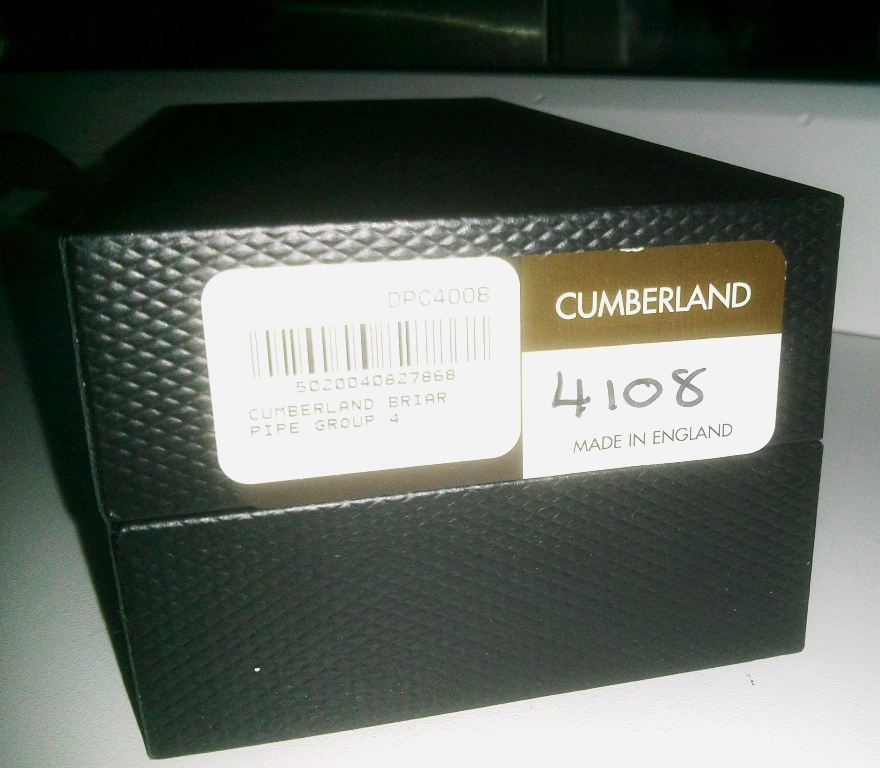 DPC4008
5020040827868
CUMBERLAND BRIAR
PIPE GROUP 4
CUMBERLAND
4108
MADE IN ENGLAND